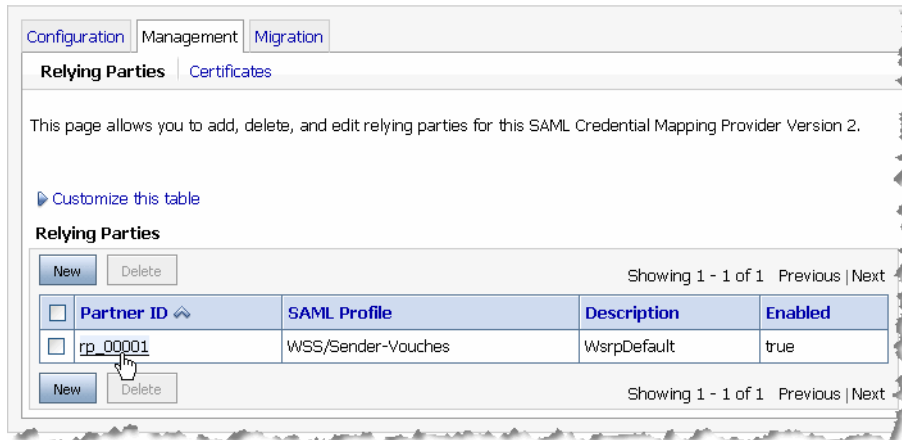 Configuration Management Migration
Relying Parties Certificates
This page allows you to add, delete, and edit relying parties for this SAML Credential Mapping Provider Version 2.
Customize this table
Relying Parties
New Delete Showing 1 - 1 of 1 Previous | Next
Partner ID SAML Profile Description Enabled
rp_00001 WSS/Sender-Vouches WsrpDefault true
New Delete Showing 1 - 1 of 1 Previous | Next